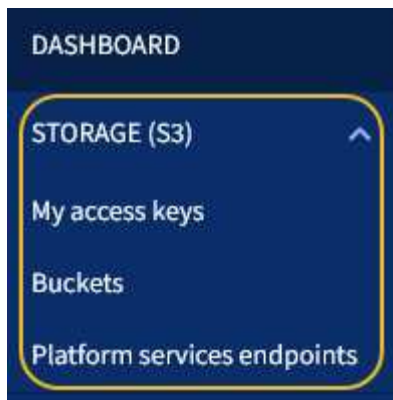 DASHBOARD
STORAGE (S3)
My access keys
Buckets
Platform services endpoints